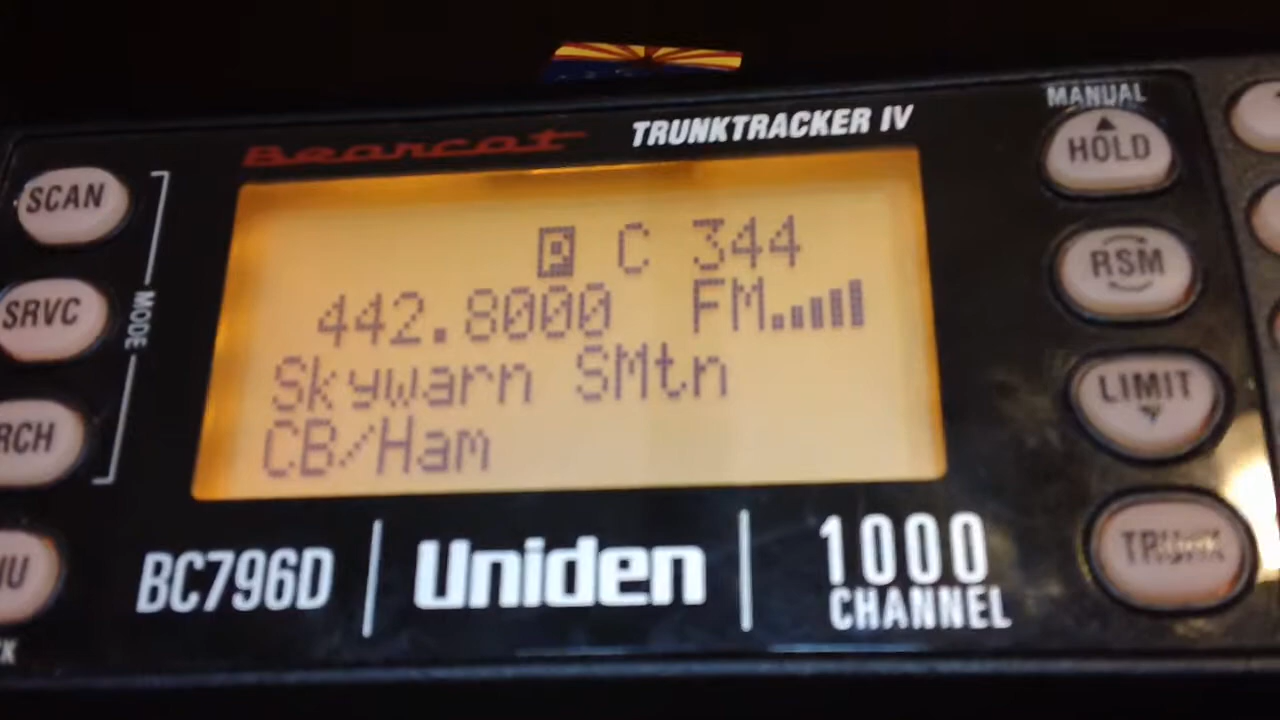 MANUAL
Bearcat TRUNKTRACKER IV
HOLD
SCAN
P C 344
RSM
442.8000 FM
SRVC
MODE
Skywarn SMtn
LIMIT
CB/Ham
RCH
TRUNK
NU
BC796D | Uniden | 1000 CHANNEL